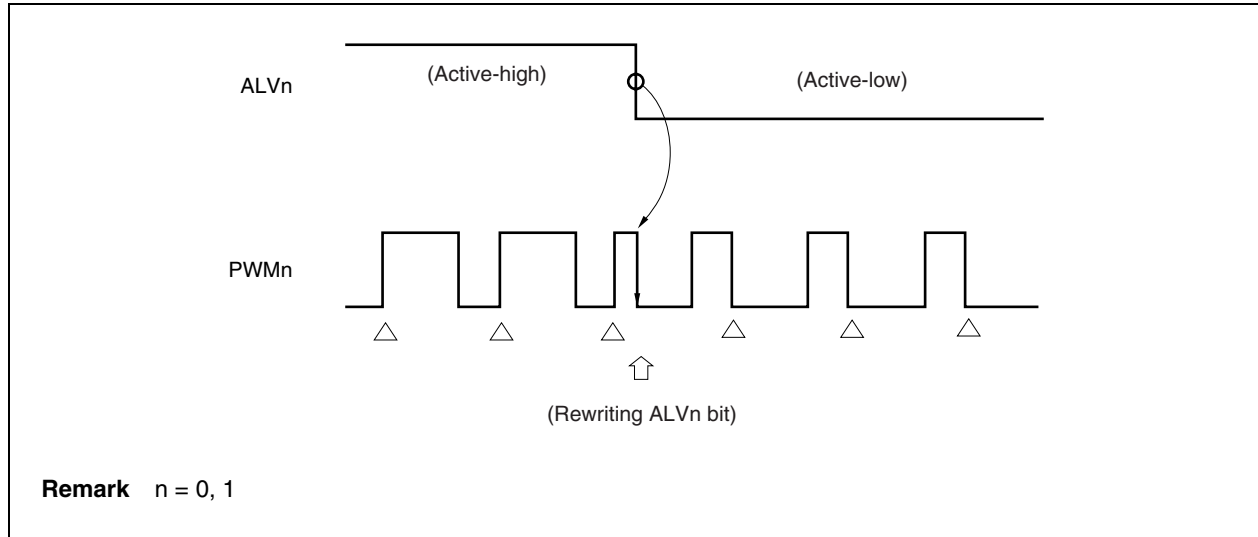 ALVn
(Active-high)
(Active-low)
PWMn
(Rewriting ALVn bit)
Remark n = 0, 1